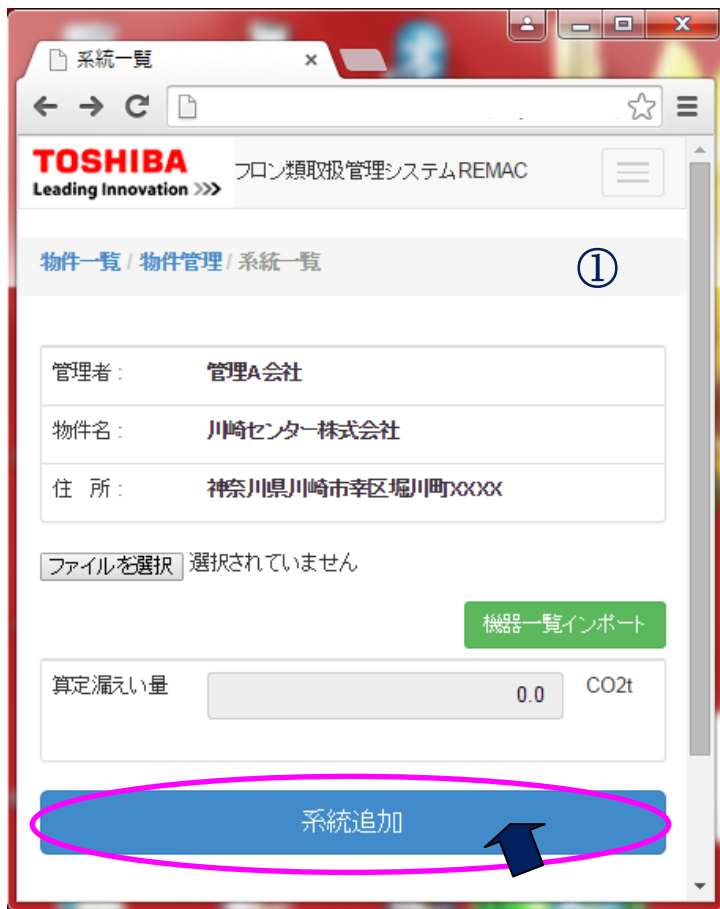 系統一覧
TOSHIBA
Leading Innovation >>>
フロン類取扱管理システムREMAC
物件一覧 / 物件管理 / 系統一覧
①
管理者 : 管理A会社
物件名 : 川崎センター株式会社
住 所 : 神奈川県川崎市幸区堀川町XXXX
ファイルを選択 選択されていません
機器一覧インポート
算定漏えい量 0.0 CO2t
系統追加